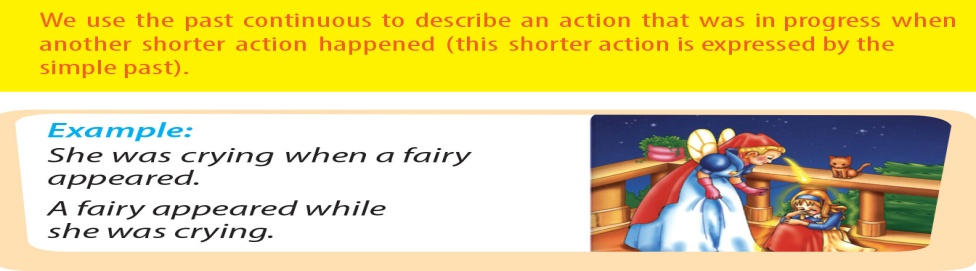 We use the past continuous to describe an action that was in progress when
another shorter action happened (this shorter action is expressed by the
simple past).
Example:
She was crying when a fairy
appeared.
A fairy appeared while
she was crying.